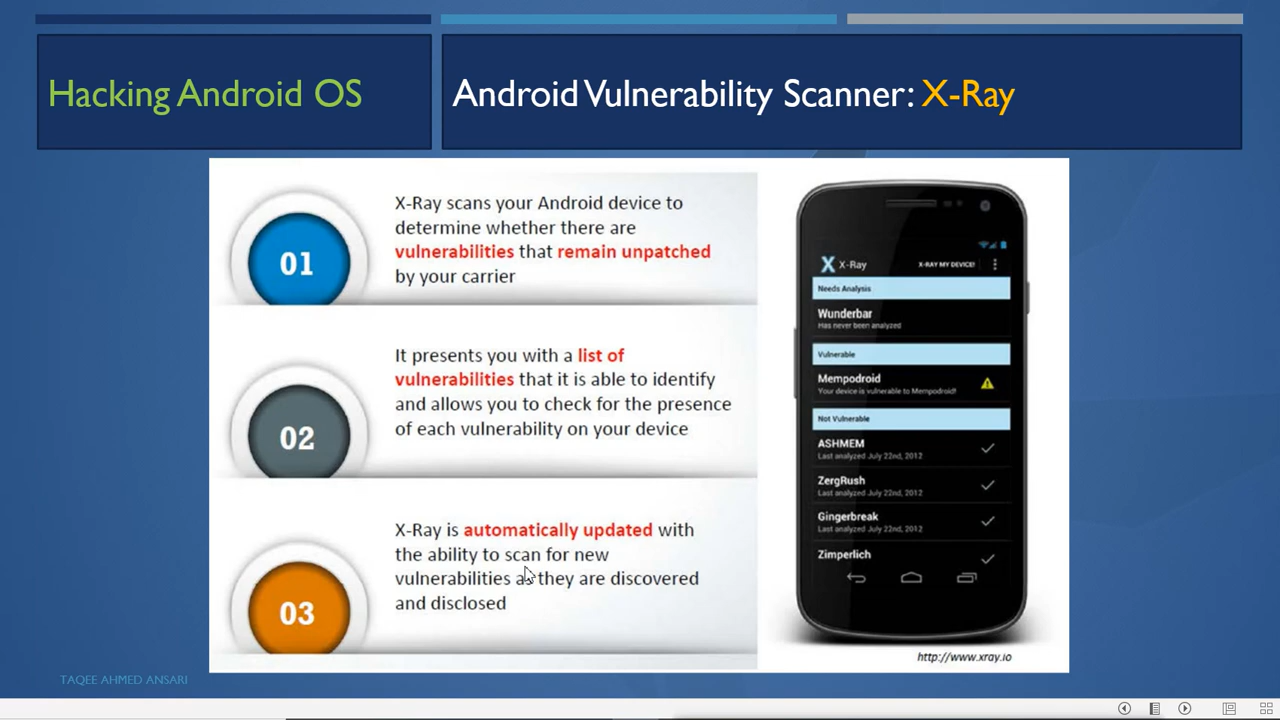 Hacking Android OS
Android Vulnerability Scanner: X-Ray
01
X-Ray scans your Android device to
determine whether there are
vulnerabilities that remain unpatched
by your carrier
02
It presents you with a list of
vulnerabilities that it is able to identify
and allows you to check for the presence
of each vulnerability on your device
03
X-Ray is automatically updated with
the ability to scan for new
vulnerabilities as they are discovered
and disclosed
X X-Ray X-RAY MY DEVICE!
Needs Analysis
Wunderbar
Has never been analyzed
Vulnerable
Mempodroid
Your device is vulnerable to Mempodroid!
Not Vulnerable
ASHMEM
Last analyzed July 22nd, 2012
ZergRush
Last analyzed July 22nd, 2012
Gingerbreak
Last analyzed July 22nd, 2012
Zimperlich
http://www.xray.io
TAQEE AHMED ANSARI